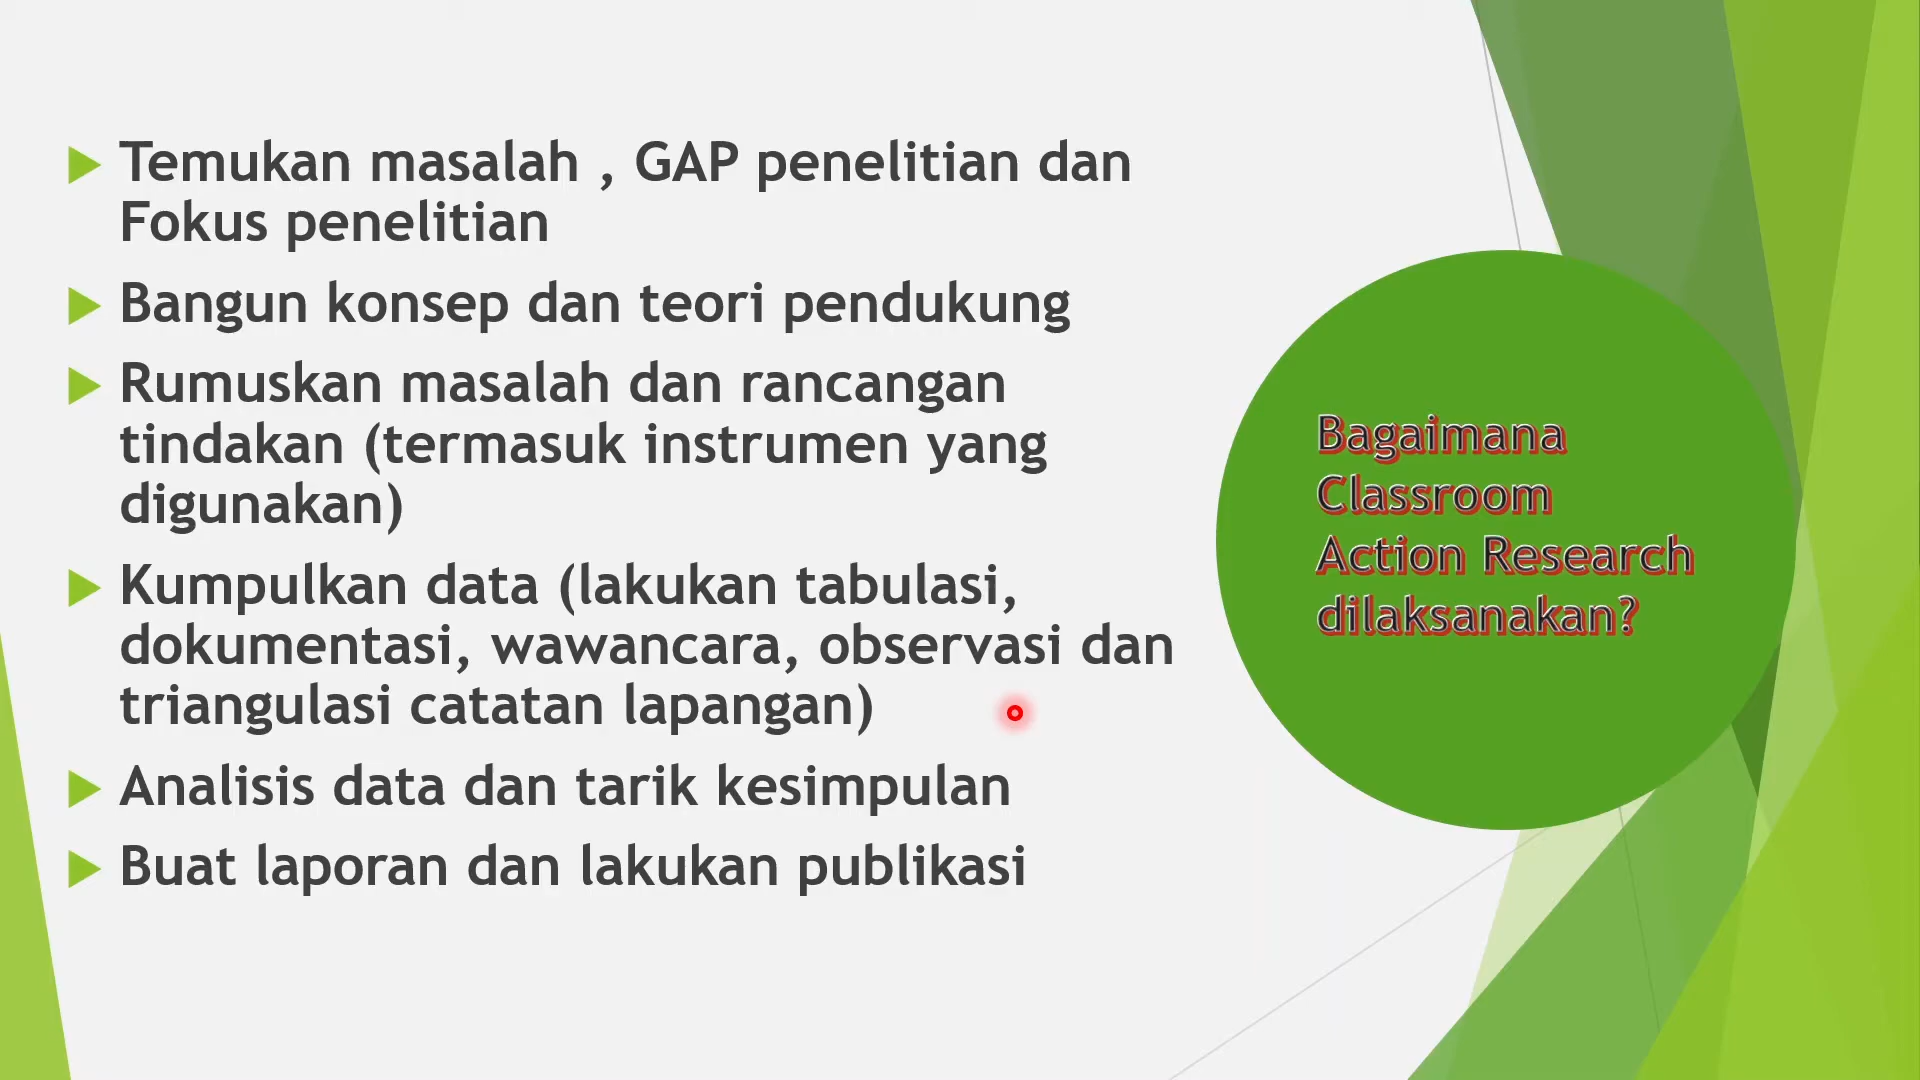 Temukan masalah , GAP penelitian dan
Fokus penelitian
Bangun konsep dan teori pendukung
Rumuskan masalah dan rancangan
tindakan (termasuk instrumen yang
digunakan)
Kumpulkan data (lakukan tabulasi,
dokumentasi, wawancara, observasi dan
triangulasi catatan lapangan)
Analisis data dan tarik kesimpulan
Buat laporan dan lakukan publikasi
Bagaimana
Classroom
Action Research
dilaksanakan?